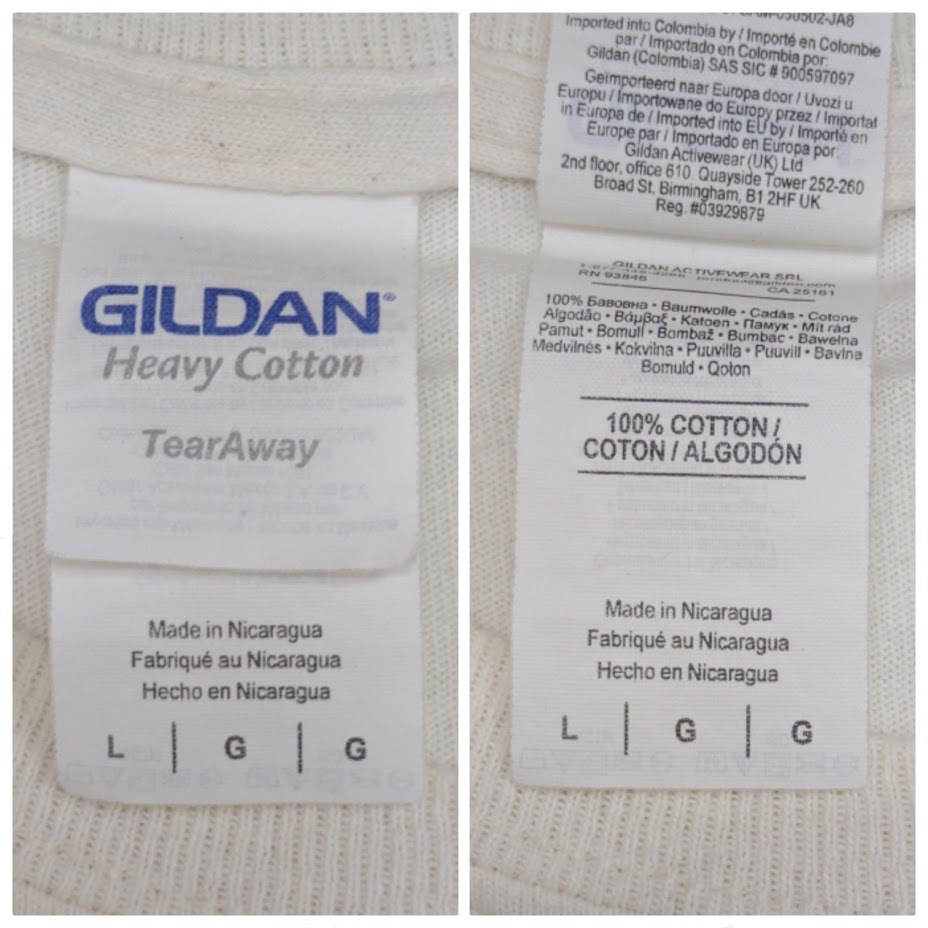 GILDAN®
Heavy Cotton
TearAway
Made in Nicaragua
Fabriqué au Nicaragua
Hecho en Nicaragua
L | G | G
Imported into Colombia by / Importé en Colombie
par / Importado en Colombia por:
Gildan (Colombia) SAS SIC # 900597097
Geïmporteerd naar Europa door / Uvozi u
Europu / Importowane do Europy przez / Importat
in Europa de / Imported into EU by / Importé en
Europe par / Importado en Europa por:
Gildan Activewear (UK) Ltd
2nd floor, office 610. Quayside Tower 252-260
Broad St, Birmingham, B1 2HF UK.
Reg. #03929879
GILDAN ACTIVEWEAR SRL
RN 93846
CA 25161
100% Бавовна • Baumwolle • Cadás • Cotone
Algodão • Βάμβαξ • Katoen • Памук • Mit rád
Pamut • Bomull • Bombaž • Bumbac • Bawełna
Medvilnės • Kokvilna • Puuvilla • Puuvill • Bavlna
Bomuld • Qoton
100% COTTON /
COTON / ALGODÓN
Made in Nicaragua
Fabriqué au Nicaragua
Hecho en Nicaragua
L | G | G